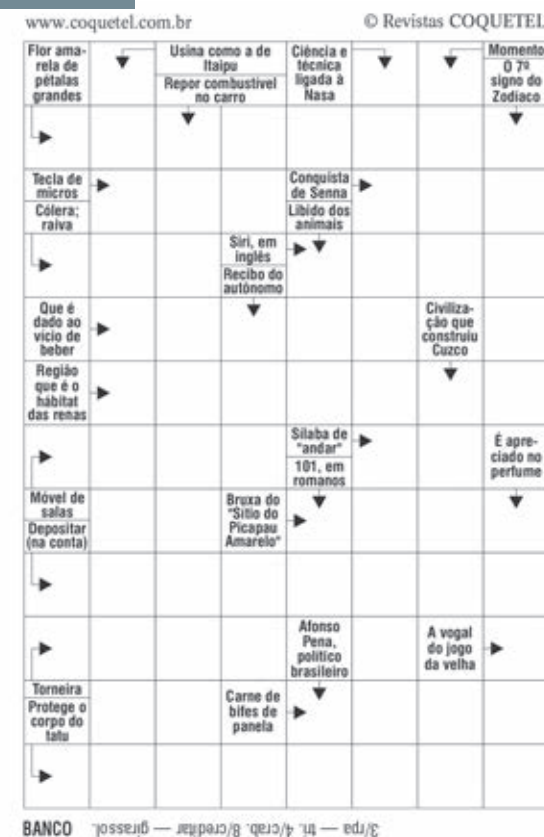 www.coquetel.com.br
© Revistas COQUETEL
Flor ama-
rela de
pétalas
grandes
Usina como a de
Itaipu
Repor combustível
no carro
Ciência e
técnica
ligada à
Nasa
Momento
O 7º
signo do
Zodíaco
Tecla de
micros
Cólera;
raiva
Conquista
de Senna
Libido dos
animais
Siri, em
inglês
Recibo do
autônomo
Que é
dado ao
vício de
beber
Civiliza-
ção que
construiu
Cuzco
Região
que é o
hábitat
das renas
Sílaba de
"andar"
101, em
romanos
É apre-
ciado no
perfume
Móvel de
salas
Depositar
(na conta)
Bruxa do
"Sítio do
Picapau
Amarelo"
Afonso
Pena,
político
brasileiro
A vogal
do jogo
da velha
Torneira
Protege o
corpo do
tatu
Carne de
bifes de
panela
BANCO
3/rpa — tri. 4/crab. 8/creditar — girassol.